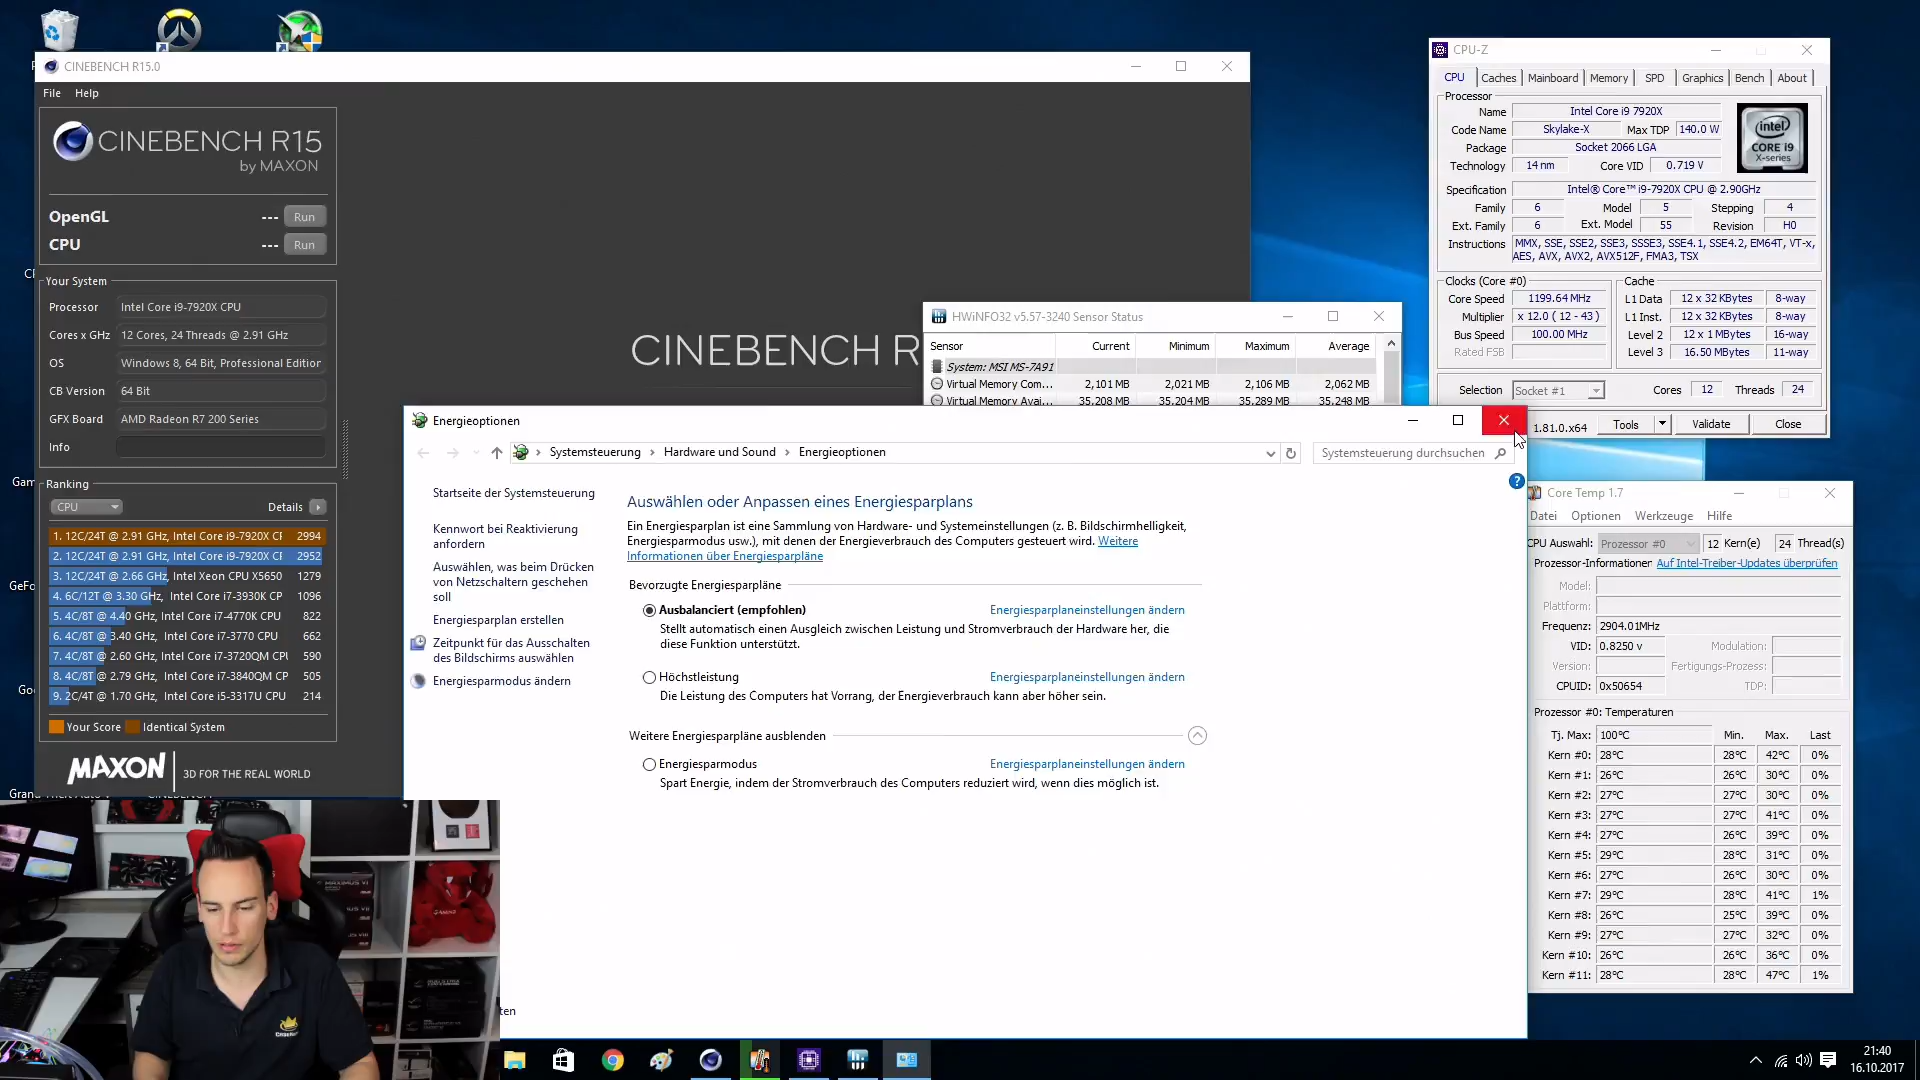 CINEBENCH R15.0
File Help
CINEBENCH R15
by MAXON
OpenGL --- Run
CPU --- Run
Your System
Processor Intel Core i9-7920X CPU
Cores x GHz 12 Cores, 24 Threads @ 2.91 GHz
OS Windows 8, 64 Bit, Professional Edition
CB Version 64 Bit
GFX Board AMD Radeon R7 200 Series
Info
Ranking
CPU Details
1. 12C/24T @ 2.91 GHz, Intel Core i9-7920X CF 2994
2. 12C/24T @ 2.91 GHz, Intel Core i9-7920X CF 2952
3. 12C/24T @ 2.66 GHz, Intel Xeon CPU X5650 1279
4. 6C/12T @ 3.30 GHz, Intel Core i7-3930K CP 1096
5. 4C/8T @ 4.40 GHz, Intel Core i7-4770K CPU 822
6. 4C/8T @ 3.40 GHz, Intel Core i7-3770 CPU 662
7. 4C/8T @ 2.60 GHz, Intel Core i7-3720QM CPU 590
8. 4C/8T @ 2.79 GHz, Intel Core i7-3840QM CP 505
9. 2C/4T @ 1.70 GHz, Intel Core i5-3317U CPU 214
Your Score Identical System
MAXON 3D FOR THE REAL WORLD
CINEBENCH R
HWiNFO32 v5.57-3240 Sensor Status
Sensor Current Minimum Maximum Average
System: MSI MS-7A91
Virtual Memory Com... 2,101 MB 2,021 MB 2,106 MB 2,062 MB
Virtual Memory Avai... 35,208 MB 35,204 MB 35,289 MB 35,248 MB
Energieoptionen
Systemsteuerung Hardware und Sound Energieoptionen
Systemsteuerung durchsuchen
Startseite der Systemsteuerung
Kennwort bei Reaktivierung
anfordern
Auswählen, was beim Drücken
von Netzschaltern geschehen
soll
Energiesparplan erstellen
Zeitpunkt für das Ausschalten
des Bildschirms auswählen
Energiesparmodus ändern
Auswählen oder Anpassen eines Energiesparplans
Ein Energiesparplan ist eine Sammlung von Hardware- und Systemeinstellungen (z. B. Bildschirmhelligkeit,
Energiesparmodus usw.), mit denen der Energieverbrauch des Computers gesteuert wird. Weitere
Informationen über Energiesparpläne
Bevorzugte Energiesparpläne
Ausbalanciert (empfohlen) Energiesparplaneinstellungen ändern
Stellt automatisch einen Ausgleich zwischen Leistung und Stromverbrauch der Hardware her, die
diese Funktion unterstützt.
Höchstleistung Energiesparplaneinstellungen ändern
Die Leistung des Computers hat Vorrang, der Energieverbrauch kann aber höher sein.
Weitere Energiesparpläne ausblenden
Energiesparmodus Energiesparplaneinstellungen ändern
Spart Energie, indem der Stromverbrauch des Computers reduziert wird, wenn dies möglich ist.
ten
CPU-Z
CPU Caches Mainboard Memory SPD Graphics Bench About
Processor
Name Intel Core i9 7920X
Code Name Skylake-X Max TDP 140.0 W
Package Socket 2066 LGA
Technology 14 nm Core VID 0.719 V
intel CORE i9 X-series
Specification Intel® Core™ i9-7920X CPU @ 2.90GHz
Family 6 Model 5 Stepping 4
Ext. Family 6 Ext. Model 55 Revision H0
Instructions MMX, SSE, SSE2, SSE3, SSSE3, SSE4.1, SSE4.2, EM64T, VT-x,
AES, AVX, AVX2, AVX512F, FMA3, TSX
Clocks (Core #0) Cache
Core Speed 1199.64 MHz L1 Data 12 x 32 KBytes 8-way
Multiplier x 12.0 ( 12 - 43 ) L1 Inst. 12 x 32 KBytes 8-way
Bus Speed 100.00 MHz Level 2 12 x 1 MBytes 16-way
Rated FSB Level 3 16.50 MBytes 11-way
Selection Socket #1 Cores 12 Threads 24
1.81.0.x64 Tools Validate Close
Core Temp 1.7
Datei Optionen Werkzeuge Hilfe
CPU Auswahl: Prozessor #0 12 Kern(e) 24 Thread(s)
Prozessor-Informationen Auf Intel-Treiber-Updates überprüfen
Model:
Plattform:
Frequenz: 2904.01MHz
VID: 0.8250 v Modulation:
Version: Fertigungs-Prozess:
CPUID: 0x50654 TDP:
Prozessor #0: Temperaturen
Tj. Max: 100°C Min. Max. Last
Kern #0: 28°C 28°C 42°C 0%
Kern #1: 26°C 26°C 30°C 0%
Kern #2: 27°C 27°C 30°C 0%
Kern #3: 27°C 27°C 41°C 0%
Kern #4: 27°C 26°C 39°C 0%
Kern #5: 29°C 28°C 31°C 0%
Kern #6: 27°C 26°C 30°C 0%
Kern #7: 29°C 28°C 41°C 1%
Kern #8: 26°C 25°C 39°C 0%
Kern #9: 27°C 27°C 32°C 0%
Kern #10: 26°C 26°C 36°C 0%
Kern #11: 28°C 28°C 47°C 1%
21:40
16.10.2017